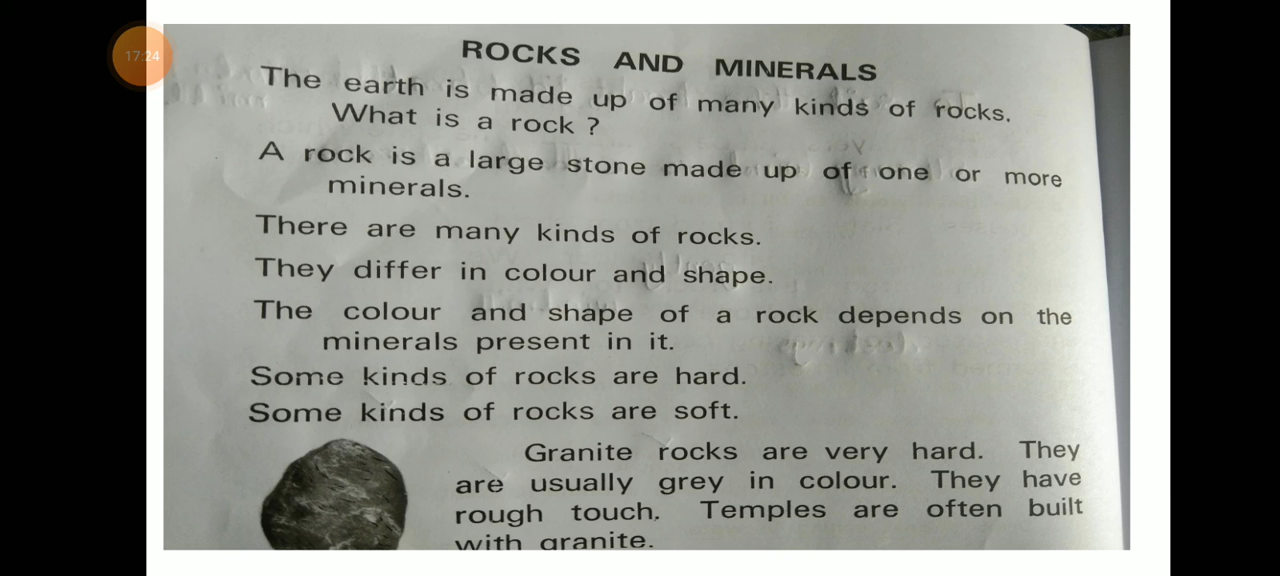 17:24
ROCKS AND MINERALS
The earth is made up of many kinds of rocks.
What is a rock ?
A rock is a large stone made up of one or more
minerals.
There are many kinds of rocks.
They differ in colour and shape.
The colour and shape of a rock depends on the
minerals present in it.
Some kinds of rocks are hard.
Some kinds of rocks are soft.
Granite rocks are very hard. They
are usually grey in colour. They have
rough touch. Temples are often built
with granite.